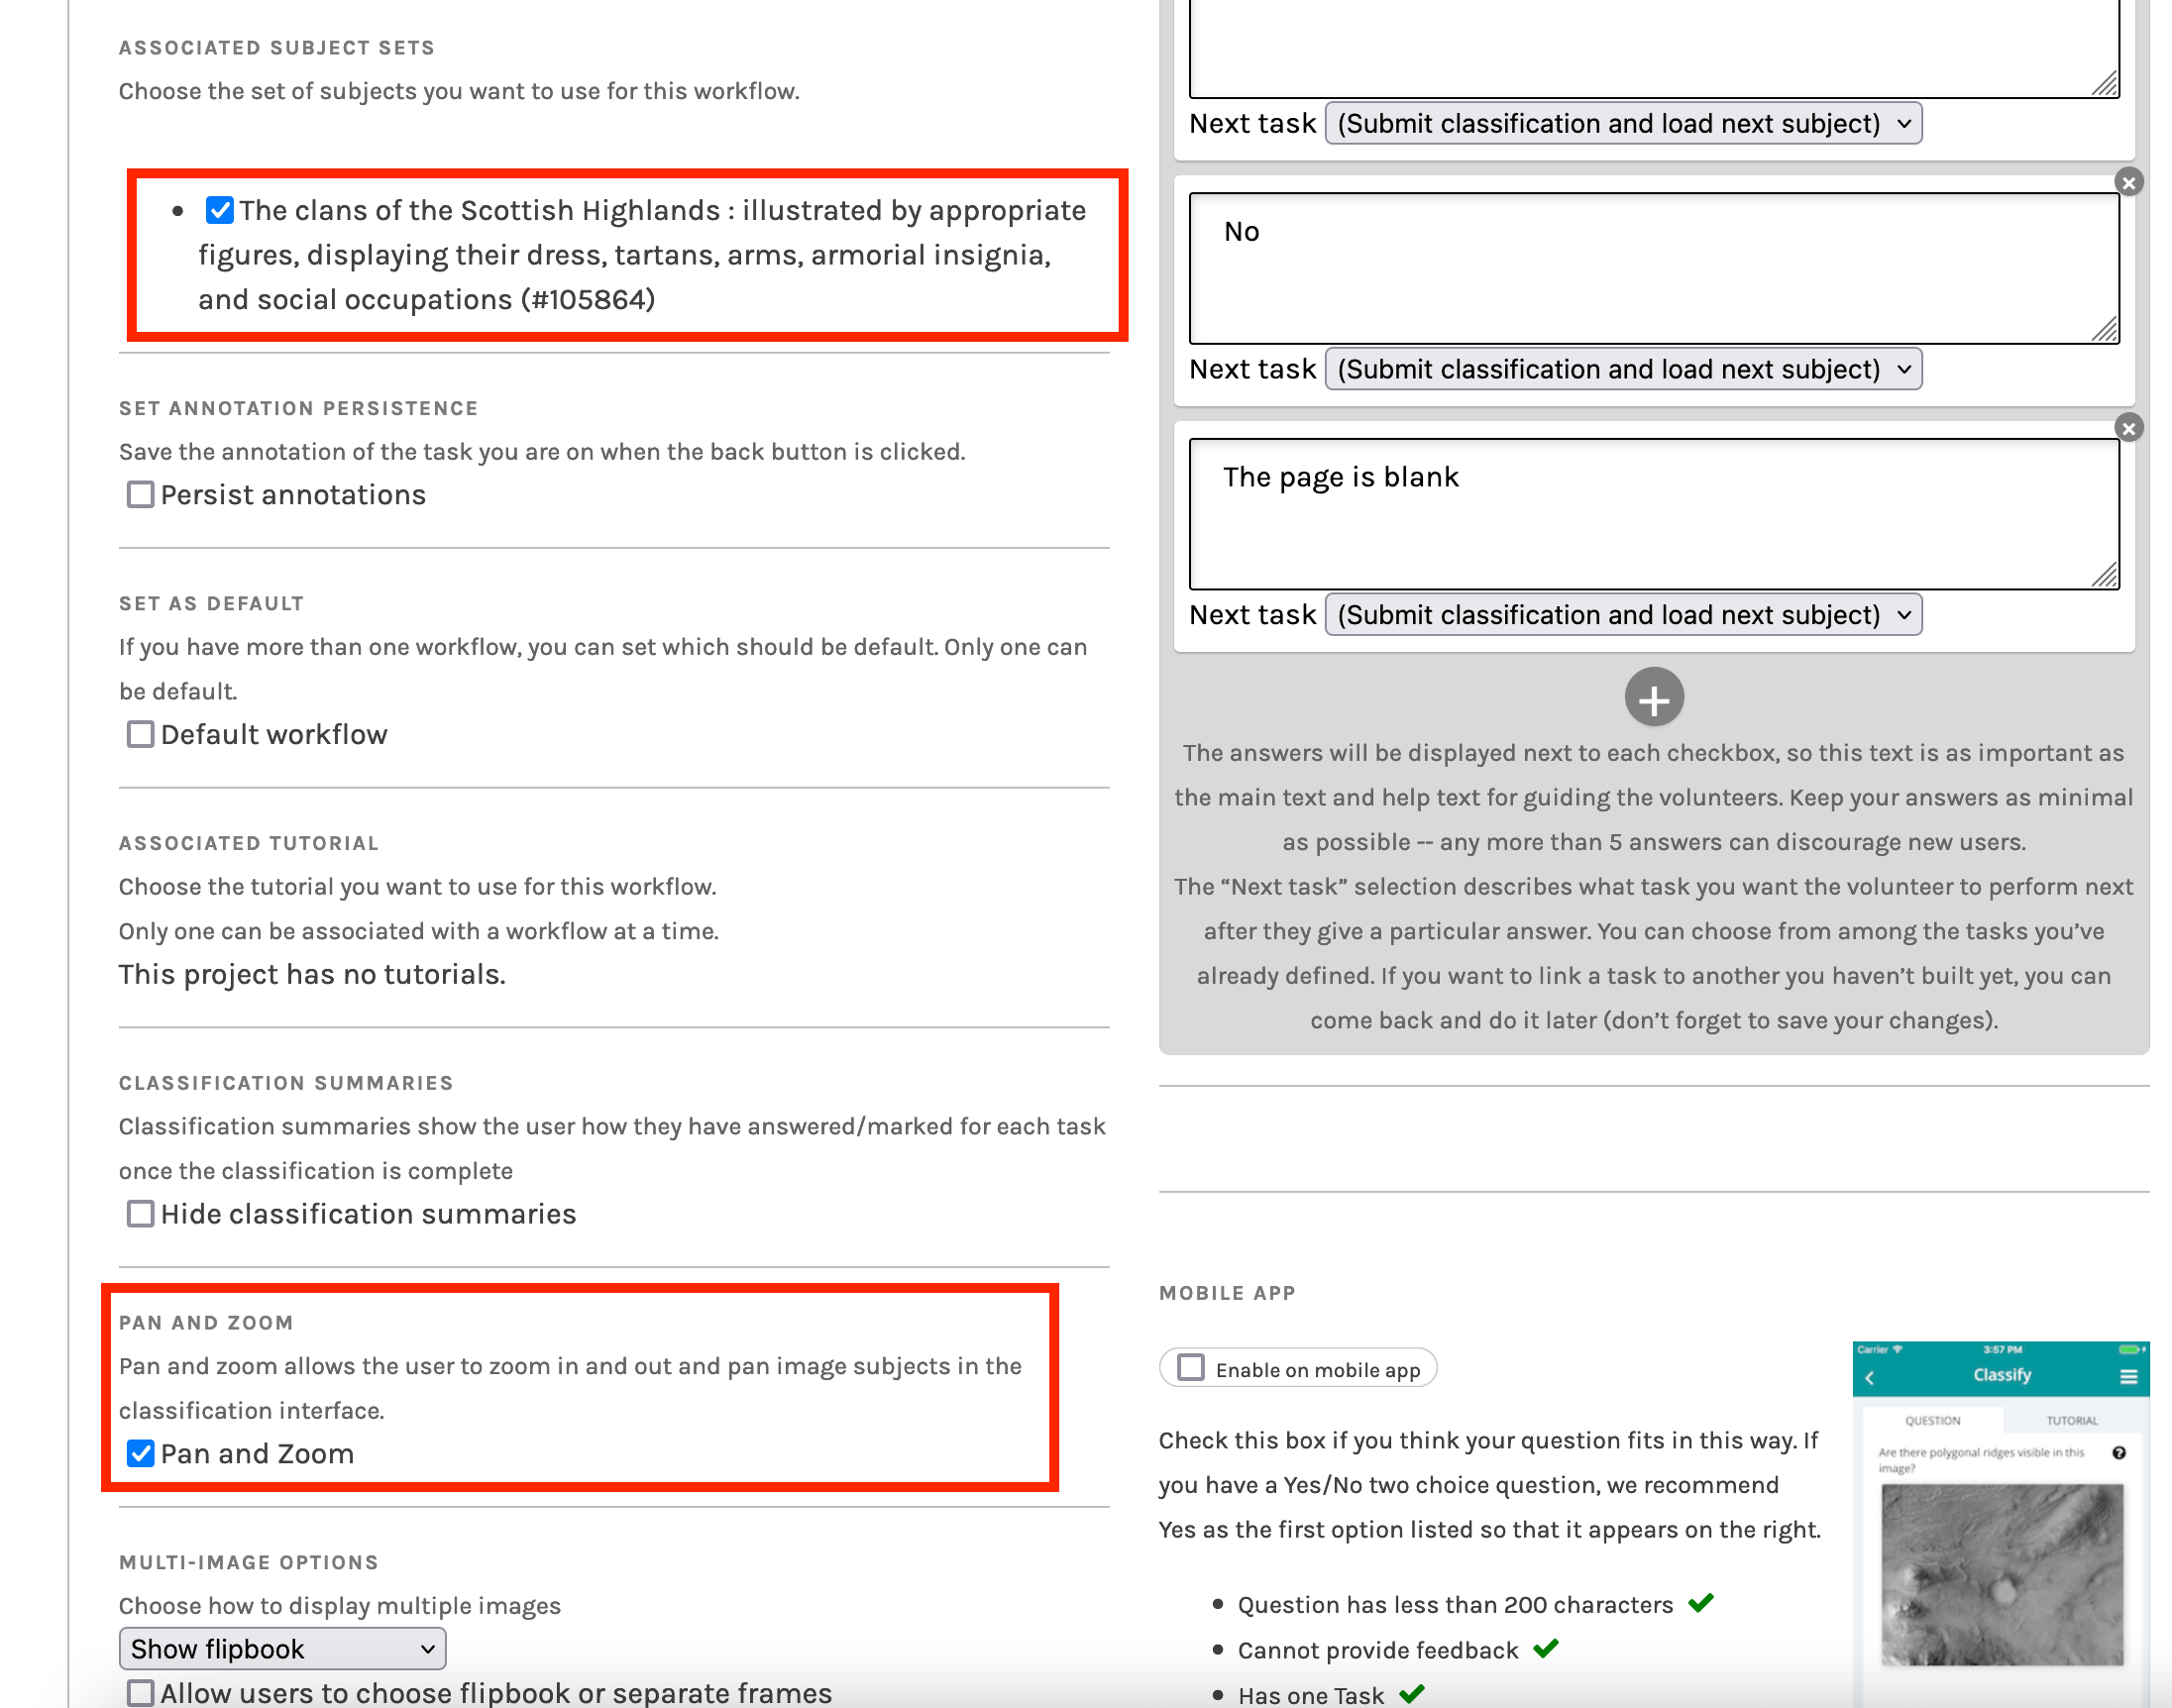 ASSOCIATED SUBJECT SETS
Choose the set of subjects you want to use for this workflow.
The clans of the Scottish Highlands : illustrated by appropriate
figures, displaying their dress, tartans, arms, armorial insignia,
and social occupations (#105864)
SET ANNOTATION PERSISTENCE
Save the annotation of the task you are on when the back button is clicked.
Persist annotations
SET AS DEFAULT
If you have more than one workflow, you can set which should be default. Only one can
be default.
Default workflow
ASSOCIATED TUTORIAL
Choose the tutorial you want to use for this workflow.
Only one can be associated with a workflow at a time.
This project has no tutorials.
CLASSIFICATION SUMMARIES
Classification summaries show the user how they have answered/marked for each task
once the classification is complete
Hide classification summaries
PAN AND ZOOM
Pan and zoom allows the user to zoom in and out and pan image subjects in the
classification interface.
Pan and Zoom
MULTI-IMAGE OPTIONS
Choose how to display multiple images
Show flipbook
Allow users to choose flipbook or separate frames
Next task (Submit classification and load next subject)
No
Next task (Submit classification and load next subject)
The page is blank
Next task (Submit classification and load next subject)
The answers will be displayed next to each checkbox, so this text is as important as
the main text and help text for guiding the volunteers. Keep your answers as minimal
as possible -- any more than 5 answers can discourage new users.
The “Next task” selection describes what task you want the volunteer to perform next
after they give a particular answer. You can choose from among the tasks you’ve
already defined. If you want to link a task to another you haven’t built yet, you can
come back and do it later (don’t forget to save your changes).
MOBILE APP
Enable on mobile app
Check this box if you think your question fits in this way. If
you have a Yes/No two choice question, we recommend
Yes as the first option listed so that it appears on the right.
Question has less than 200 characters
Cannot provide feedback
Has one Task
Carrier 3:57 PM
Classify
QUESTION TUTORIAL
Are there polygonal ridges visible in this
image?